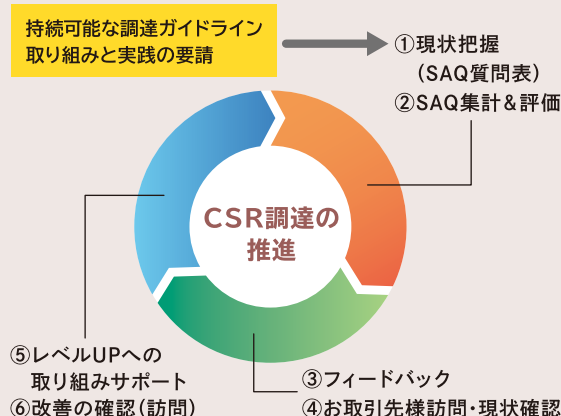 持続可能な調達ガイドライン
取り組みと実践の要請
①現状把握
（SAQ質問表）
②SAQ集計＆評価
CSR調達の
推進
③フィードバック
④お取引先様訪問・現状確認
⑤レベルUPへの
取り組みサポート
⑥改善の確認（訪問）